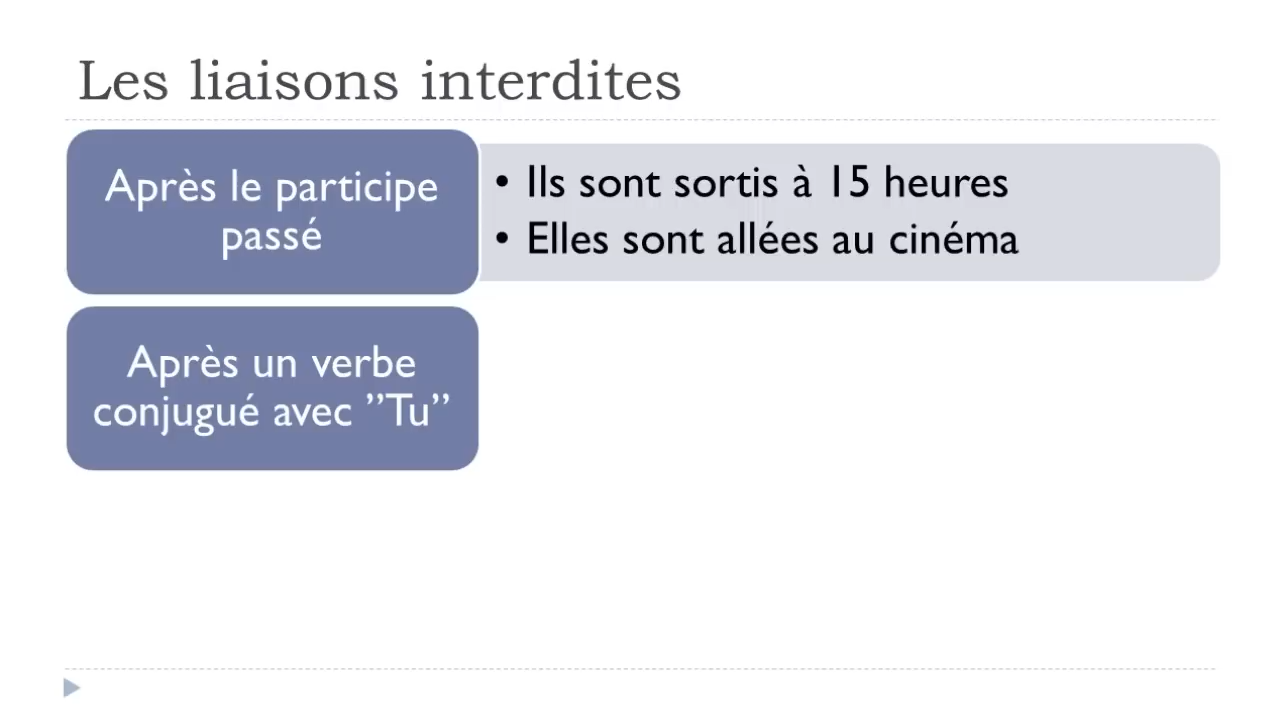 Les liaisons interdites
Après le participe
passé
• Ils sont sortis à 15 heures
• Elles sont allées au cinéma
Après un verbe
conjugué avec ”Tu”